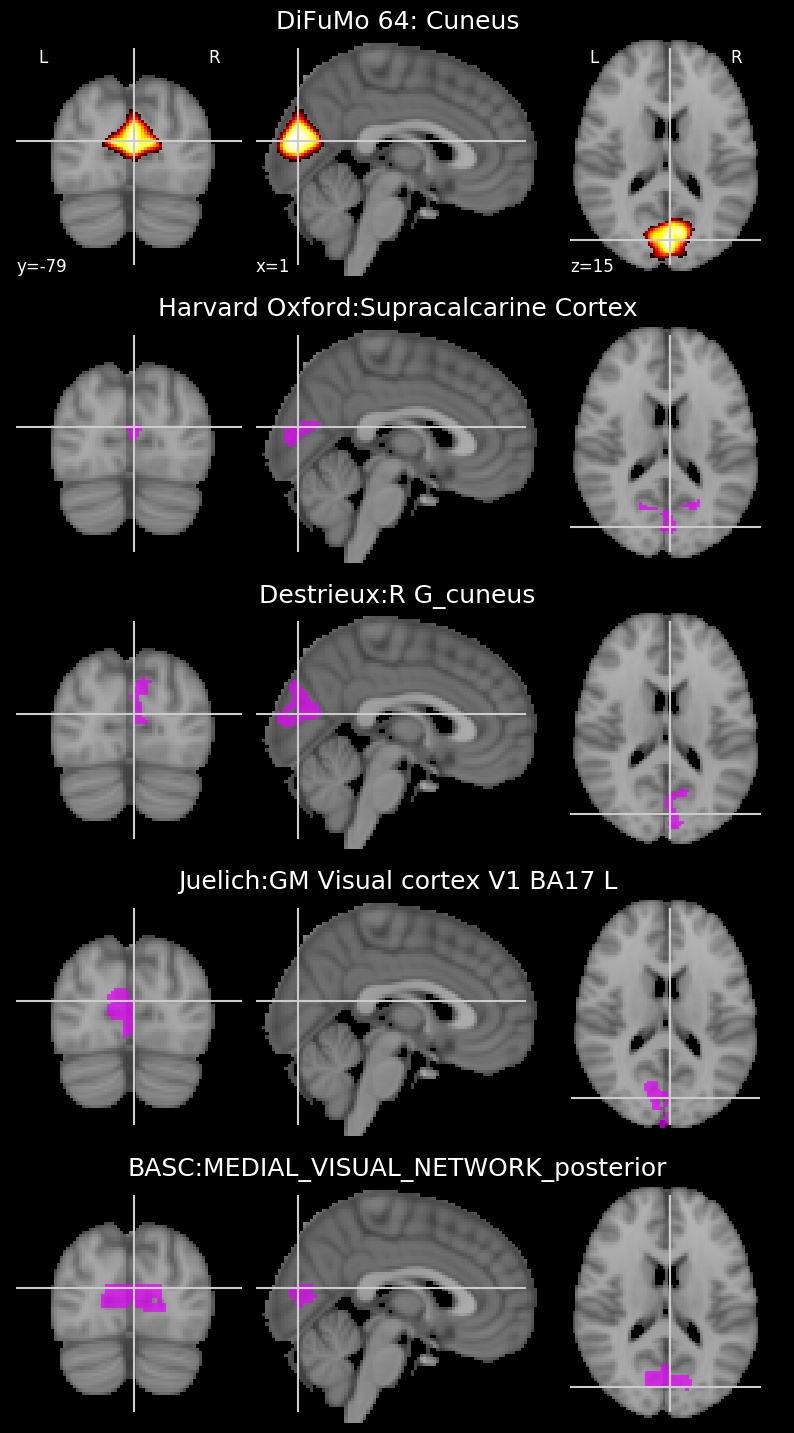 DiFuMo 64: Cuneus
L R L R
y=-79 x=1 z=15
Harvard Oxford:Supracalcarine Cortex
Destrieux:R G_cuneus
Juelich:GM Visual cortex V1 BA17 L
BASC:MEDIAL_VISUAL_NETWORK_posterior